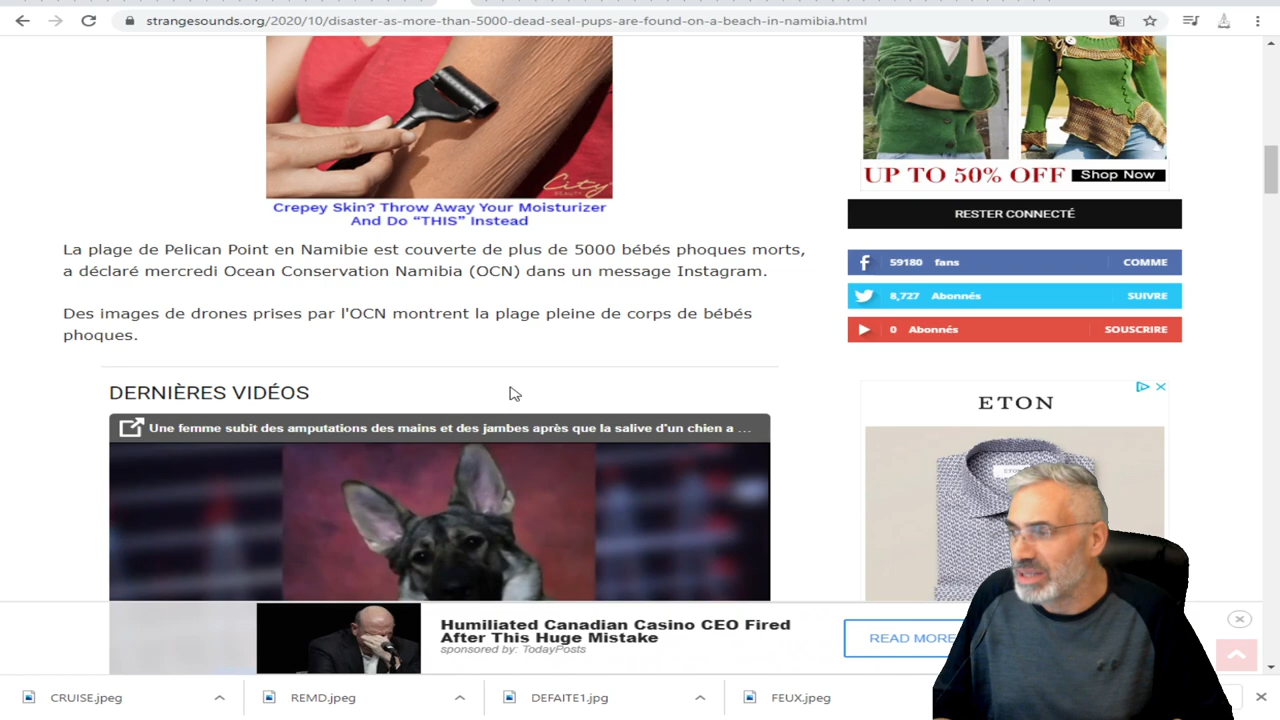 strangesounds.org/2020/10/disaster-as-more-than-5000-dead-seal-pups-are-found-on-a-beach-in-namibia.html
City
BEAUTY
Crepey Skin? Throw Away Your Moisturizer
And Do “THIS” Instead
UP TO 50% OFF Shop Now
RESTER CONNECTÉ
La plage de Pelican Point en Namibie est couverte de plus de 5000 bébés phoques morts,
a déclaré mercredi Ocean Conservation Namibia (OCN) dans un message Instagram.
59180 fans COMME
8,727 Abonnés SUIVRE
0 Abonnés SOUSCRIRE
Des images de drones prises par l'OCN montrent la plage pleine de corps de bébés
phoques.
DERNIÈRES VIDÉOS
Une femme subit des amputations des mains et des jambes après que la salive d'un chien a ...
ETON
Humiliated Canadian Casino CEO Fired
After This Huge Mistake
sponsored by: TodayPosts
READ MORE
CRUISE.jpeg
REMD.jpeg
DEFAITE1.jpg
FEUX.jpeg